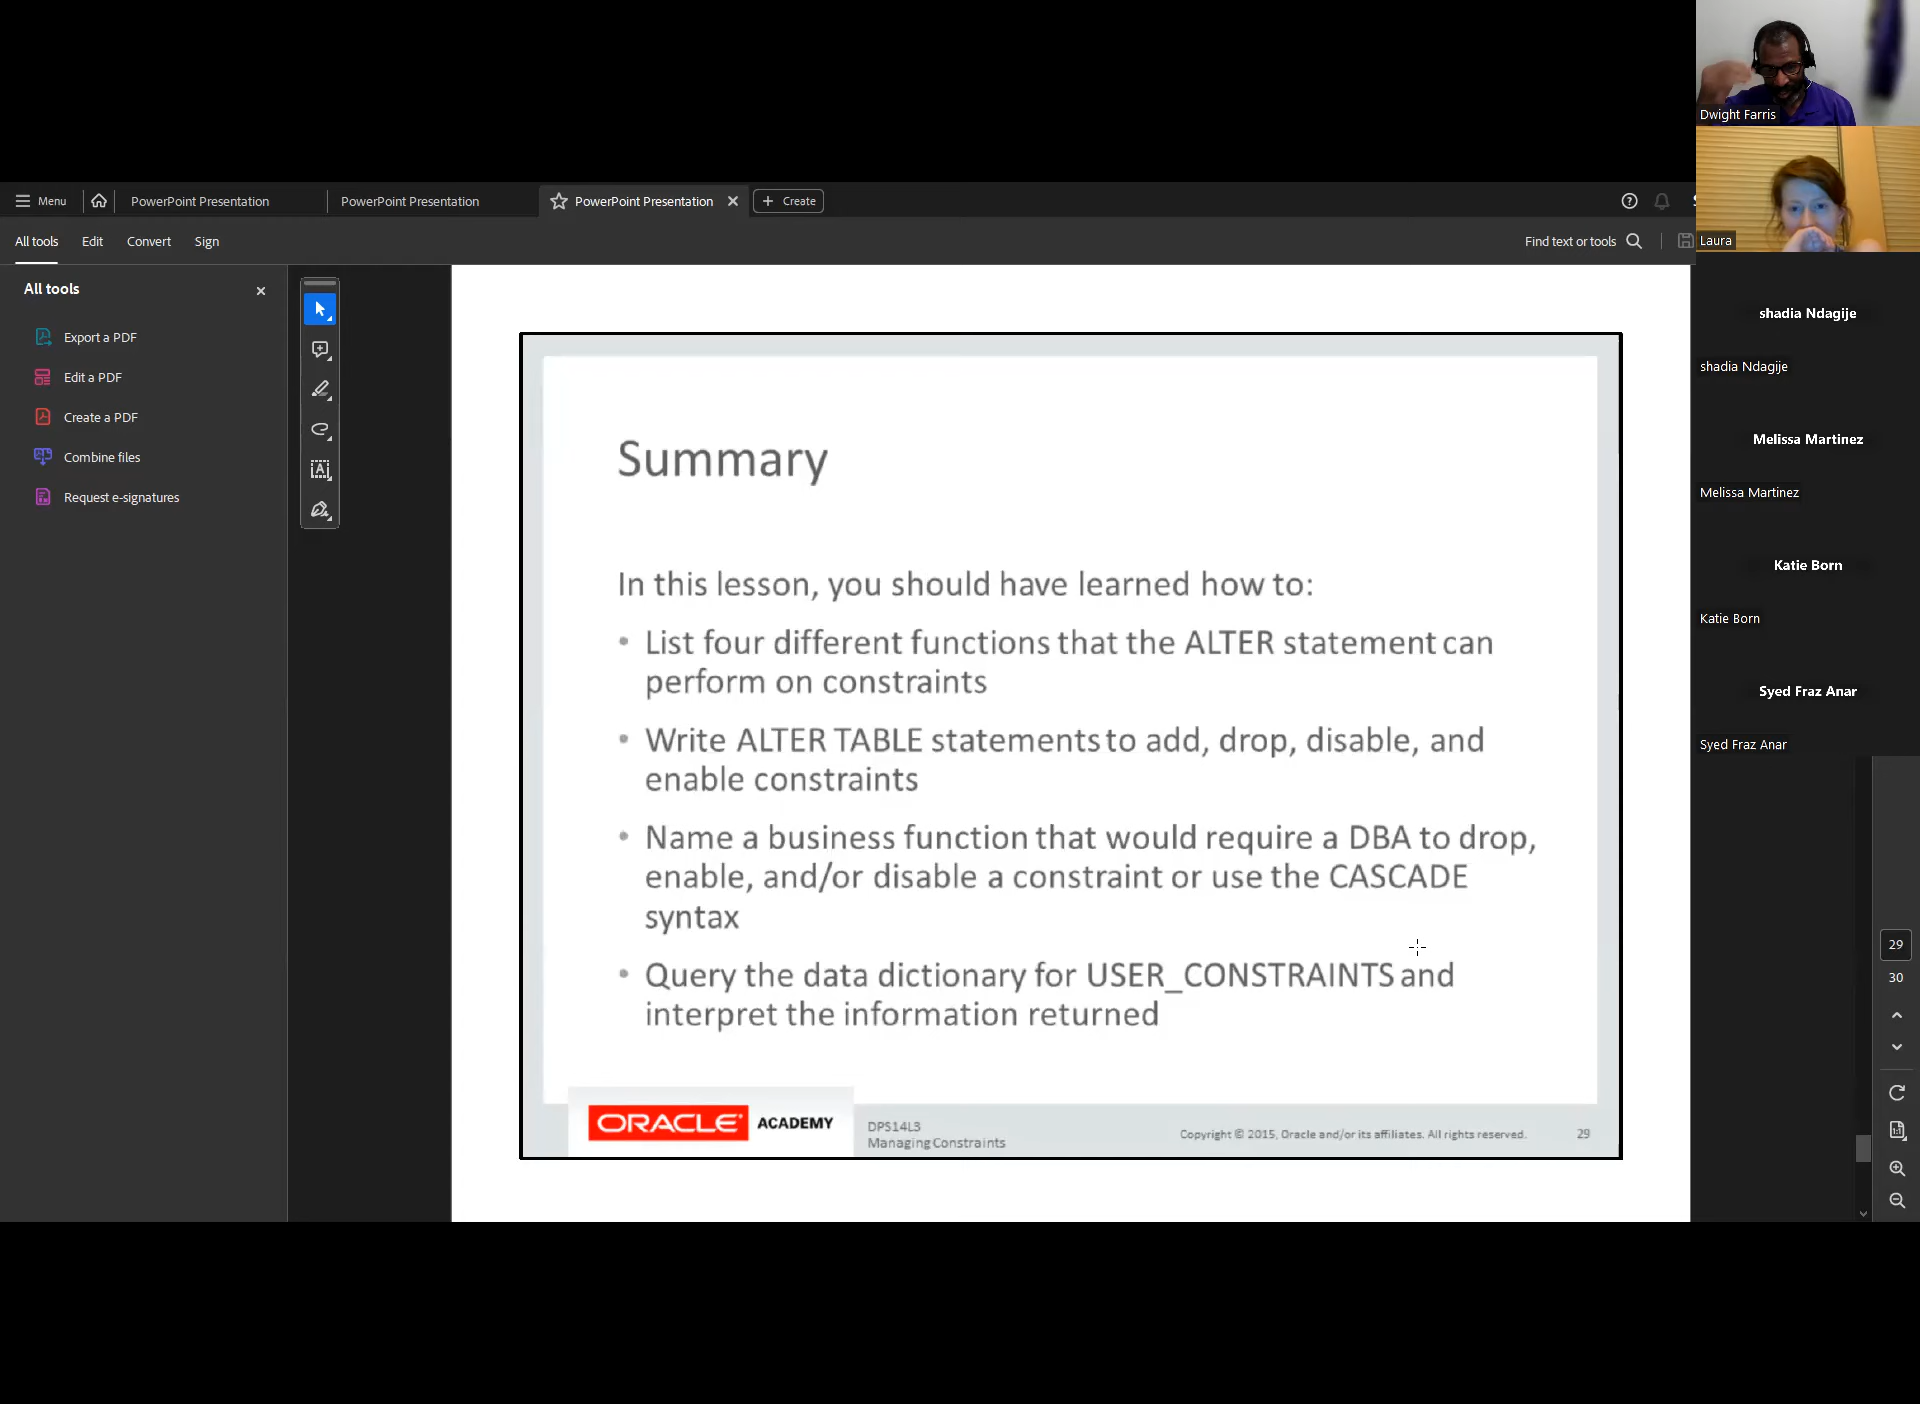 Dwight Farris
Menu
PowerPoint Presentation
PowerPoint Presentation
PowerPoint Presentation
Create
All tools
Edit
Convert
Sign
Find text or tools
Laura
All tools
Export a PDF
Edit a PDF
Create a PDF
Combine files
Request e-signatures
Summary
In this lesson, you should have learned how to:
• List four different functions that the ALTER statement can
perform on constraints
• Write ALTER TABLE statements to add, drop, disable, and
enable constraints
• Name a business function that would require a DBA to drop,
enable, and/or disable a constraint or use the CASCADE
syntax
• Query the data dictionary for USER_CONSTRAINTS and
interpret the information returned
ORACLE ACADEMY
DPS14L3
Managing Constraints
Copyright © 2015, Oracle and/or its affiliates. All rights reserved.
29
shadia Ndagije
shadia Ndagije
Melissa Martinez
Melissa Martinez
Katie Born
Katie Born
Syed Fraz Anar
Syed Fraz Anar
29
30